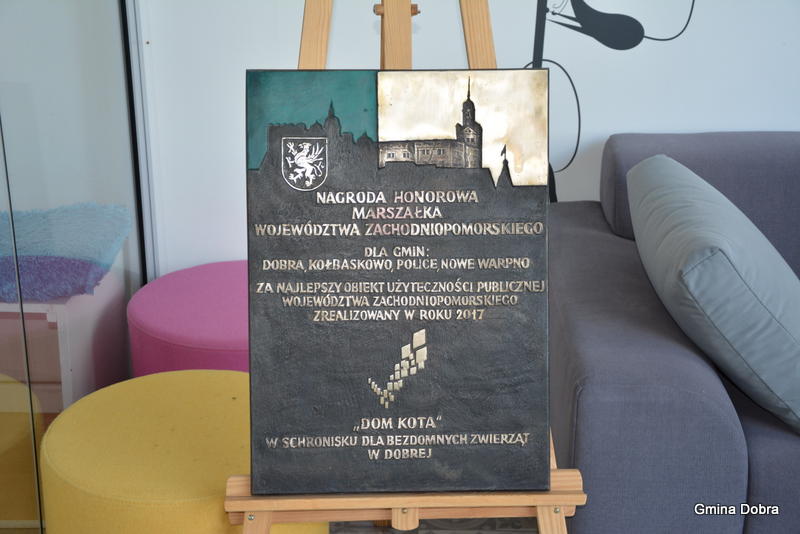 NAGRODA HONOROWA
MARSZAŁKA
WOJEWÓDZTWA ZACHODNIOPOMORSKIEGO
DLA GMIN:
DOBRA, KOŁBASKOWO, POLICE, NOWE WARPNO
ZA NAJLEPSZY OBIEKT UŻYTECZNOŚCI PUBLICZNEJ
WOJEWÓDZTWA ZACHODNIOPOMORSKIEGO
ZREALIZOWANY W ROKU 2017
„DOM KOTA"
W SCHRONISKU DLA BEZDOMNYCH ZWIERZĄT
W DOBREJ
Gmina Dobra